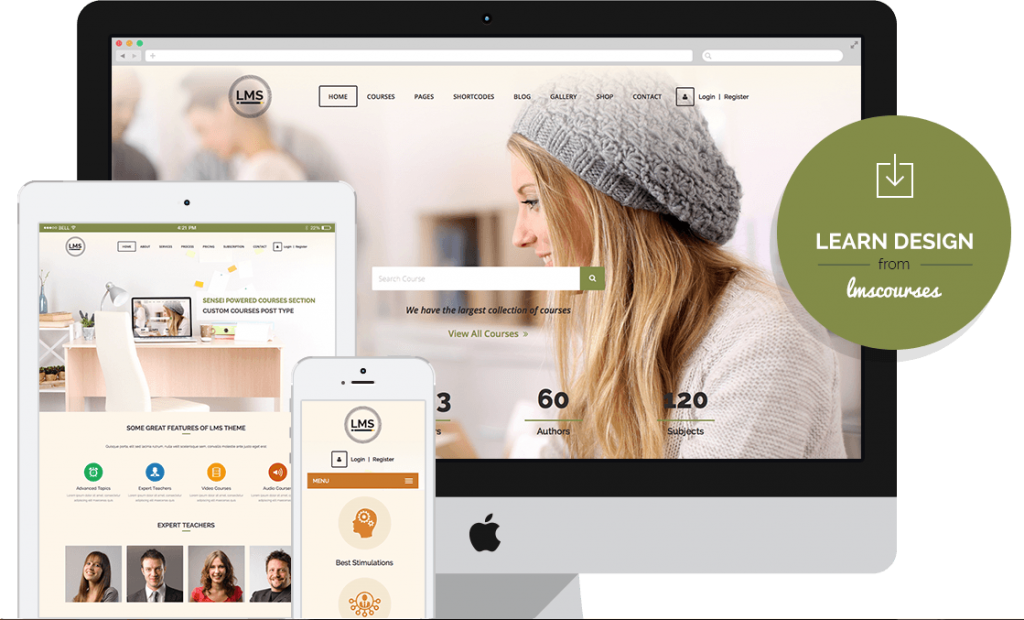 LMS
HOME COURSES PAGES SHORTCODES BLOG GALLERY SHOP CONTACT Login | Register
Search Course
We have the largest collection of courses
View All Courses »
3 60 120
rs Authors Subjects
LEARN DESIGN
from
lmscourses
BELL 4:21 PM 22%
LMS
HOME ABOUT SERVICES PROCESS PRICING SUBSCRIPTION CONTACT Login | Register
SENSEI POWERED COURSES SECTION
CUSTOM COURSES POST TYPE
SOME GREAT FEATURES OF LMS THEME
Advanced Topics Expert Teachers Video Courses Audio Courses
EXPERT TEACHERS
LMS
Login | Register
MENU
Best Stimulations